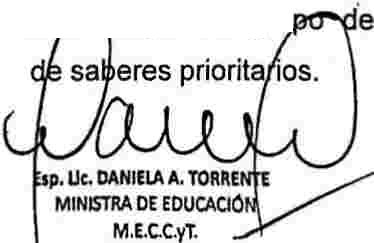 po de
de saberes prioritarios.
Esp. Lic. DANIELA A. TORRENTE
MINISTRA DE EDUCACIÓN
M.E.C.C.yT.